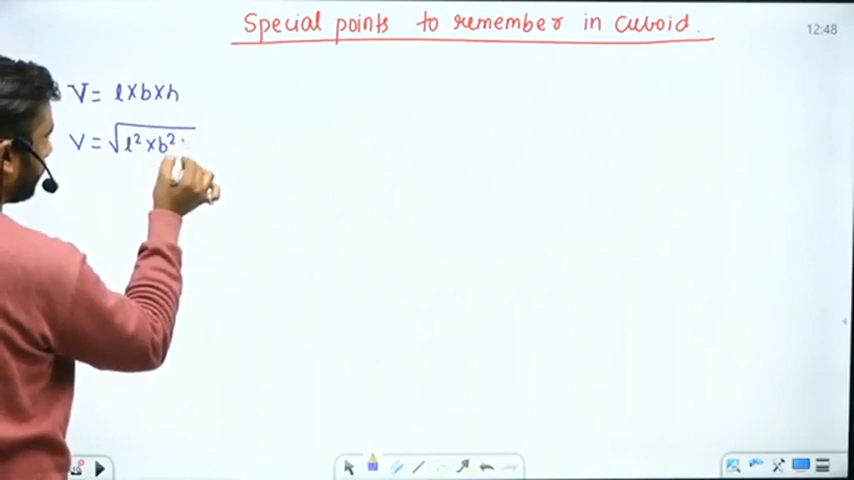 Special points to remember in cuboid.
12:48
V = l×b×h
V = √l²×b²